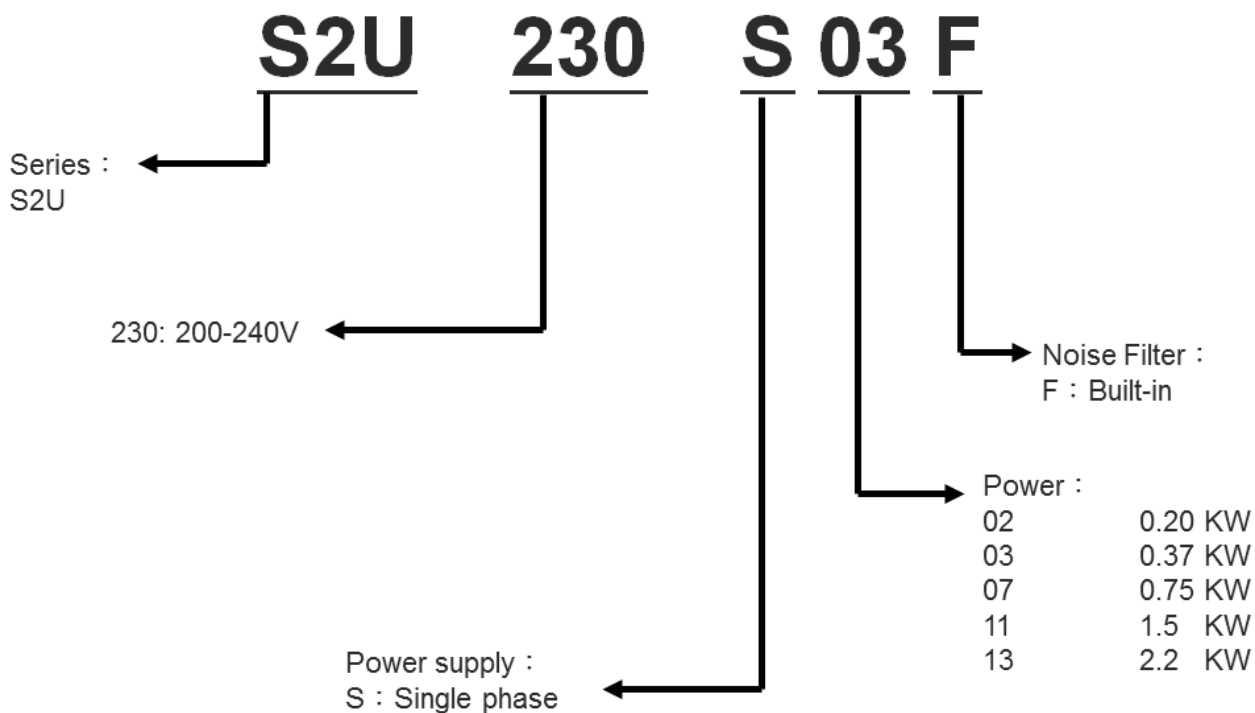 S2U 230 S 03 F
Series：
S2U
230: 200-240V
Noise Filter：
F：Built-in
Power：
02 0.20 KW
03 0.37 KW
07 0.75 KW
11 1.5 KW
13 2.2 KW
Power supply：
S：Single phase